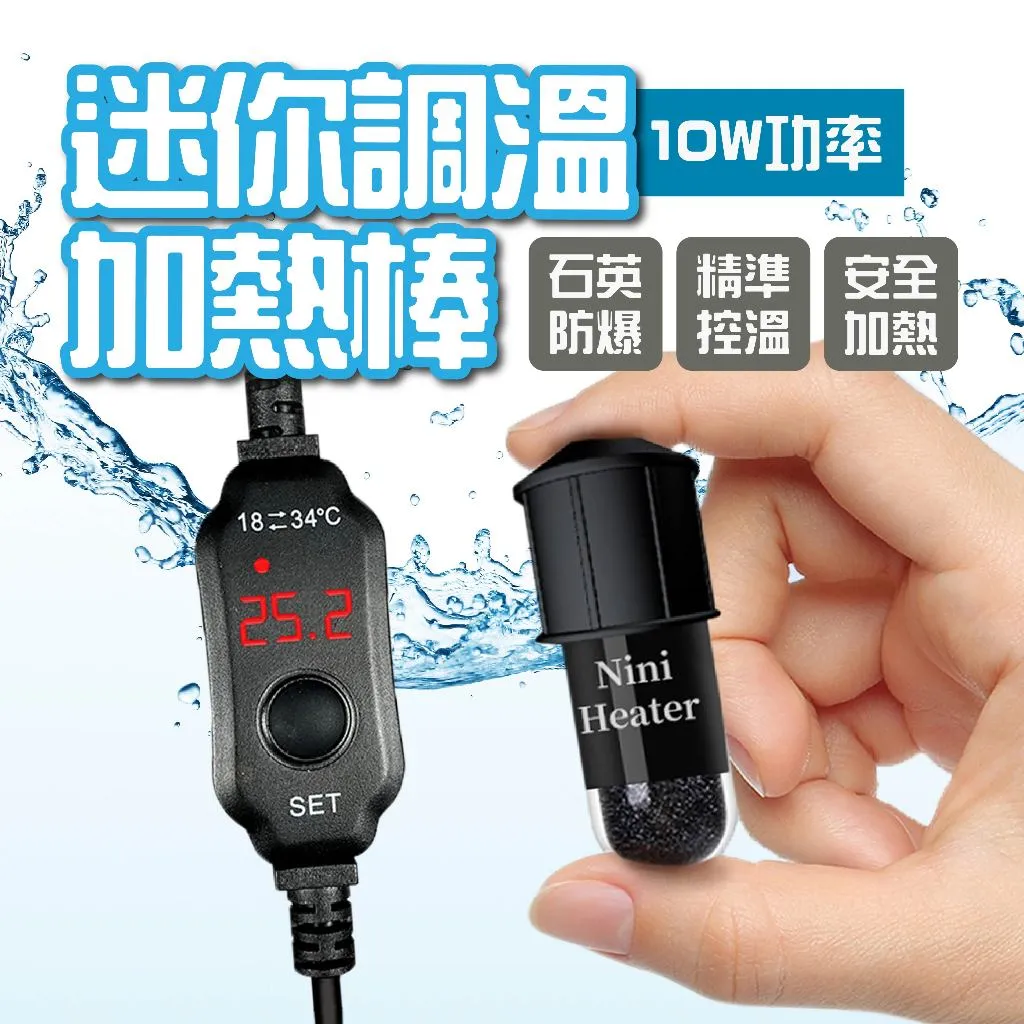 迷你調溫
10W功率
加熱棒
石英
防爆
精準
控溫
安全
加熱
18⇄34°C
25.2
SET
Nini
Heater